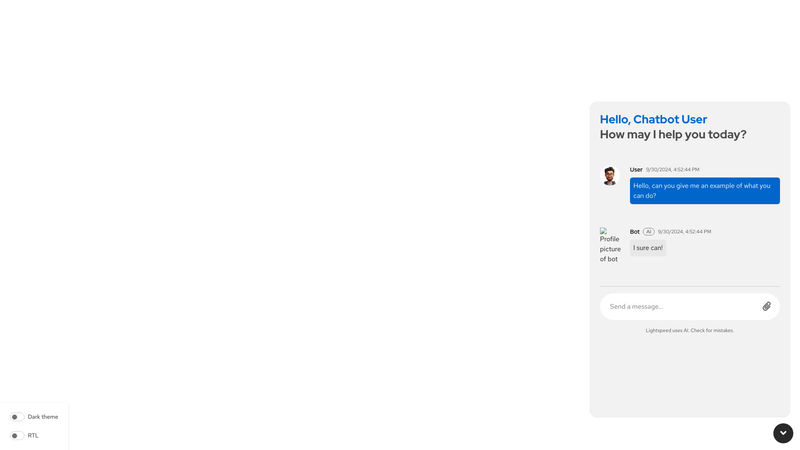 Hello, Chatbot User
How may I help you today?
User 9/30/2024, 4:52:44 PM
Hello, can you give me an example of what you
can do?
Profile
picture
of bot
Bot AI 9/30/2024, 4:52:44 PM
I sure can!
Send a message...
Lightspeed uses AI. Check for mistakes.
Dark theme
RTL